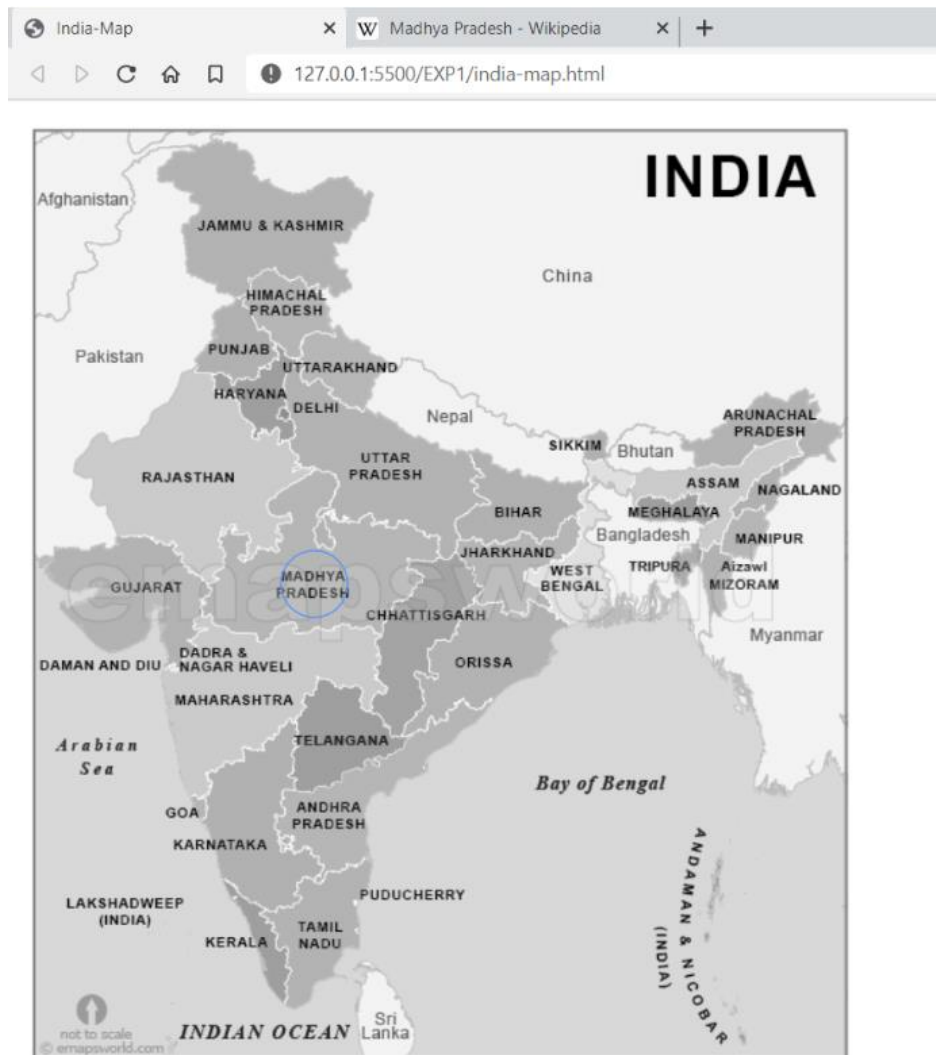 India-Map
Madhya Pradesh - Wikipedia
127.0.0.1:5500/EXP1/india-map.html
INDIA
Afghanistan
JAMMU & KASHMIR
China
HIMACHAL
PRADESH
Pakistan
PUNJAB
UTTARAKHAND
HARYANA
DELHI
Nepal
ARUNACHAL
PRADESH
SIKKIM
Bhutan
UTTAR
PRADESH
RAJASTHAN
ASSAM
NAGALAND
BIHAR
MEGHALAYA
Bangladesh
MANIPUR
JHARKHAND
WEST
BENGAL
TRIPURA
Aizawl
MIZORAM
GUJARAT
MADHYA
PRADESH
emapsworld
CHHATTISGARH
Myanmar
DAMAN AND DIU
DADRA &
NAGAR HAVELI
ORISSA
MAHARASHTRA
Arabian
Sea
TELANGANA
Bay of Bengal
GOA
ANDHRA
PRADESH
KARNATAKA
ANDAMAN & NICOBAR
(INDIA)
LAKSHADWEEP
(INDIA)
PUDUCHERRY
KERALA
TAMIL
NADU
INDIAN OCEAN
Sri
Lanka
not to scale
© emapsworld.com